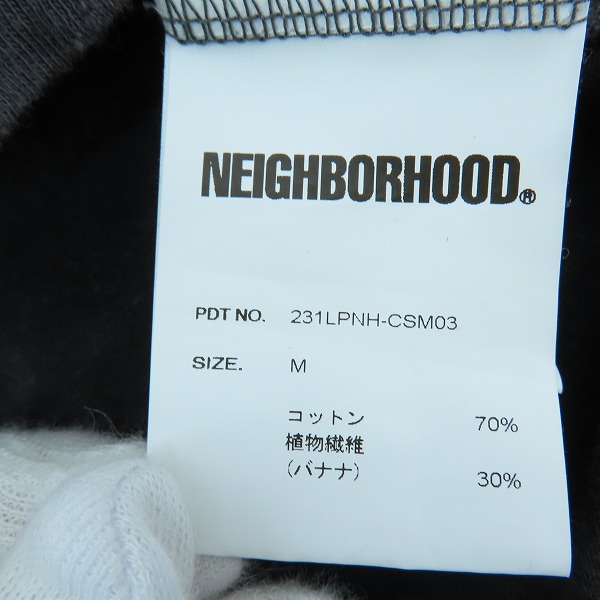 NEIGHBORHOOD®
PDT NO. 231LPNH-CSM03
SIZE. M
コットン 70%
植物繊維
(バナナ) 30%